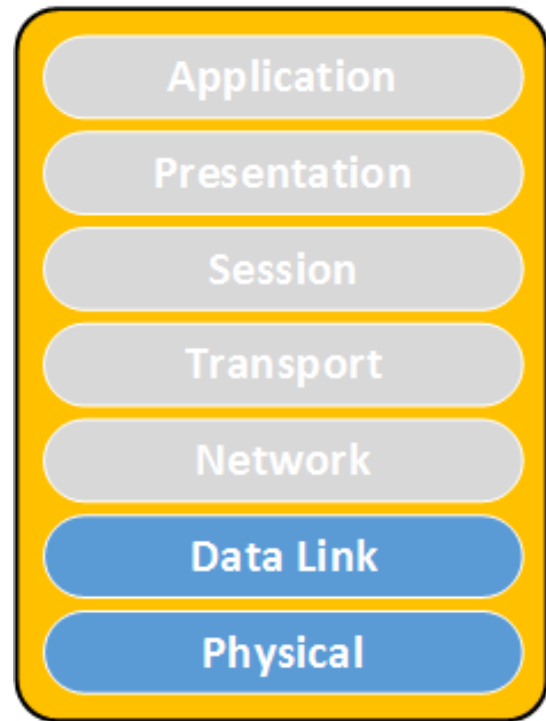 Application
Presentation
Session
Transport
Network
Data Link
Physical